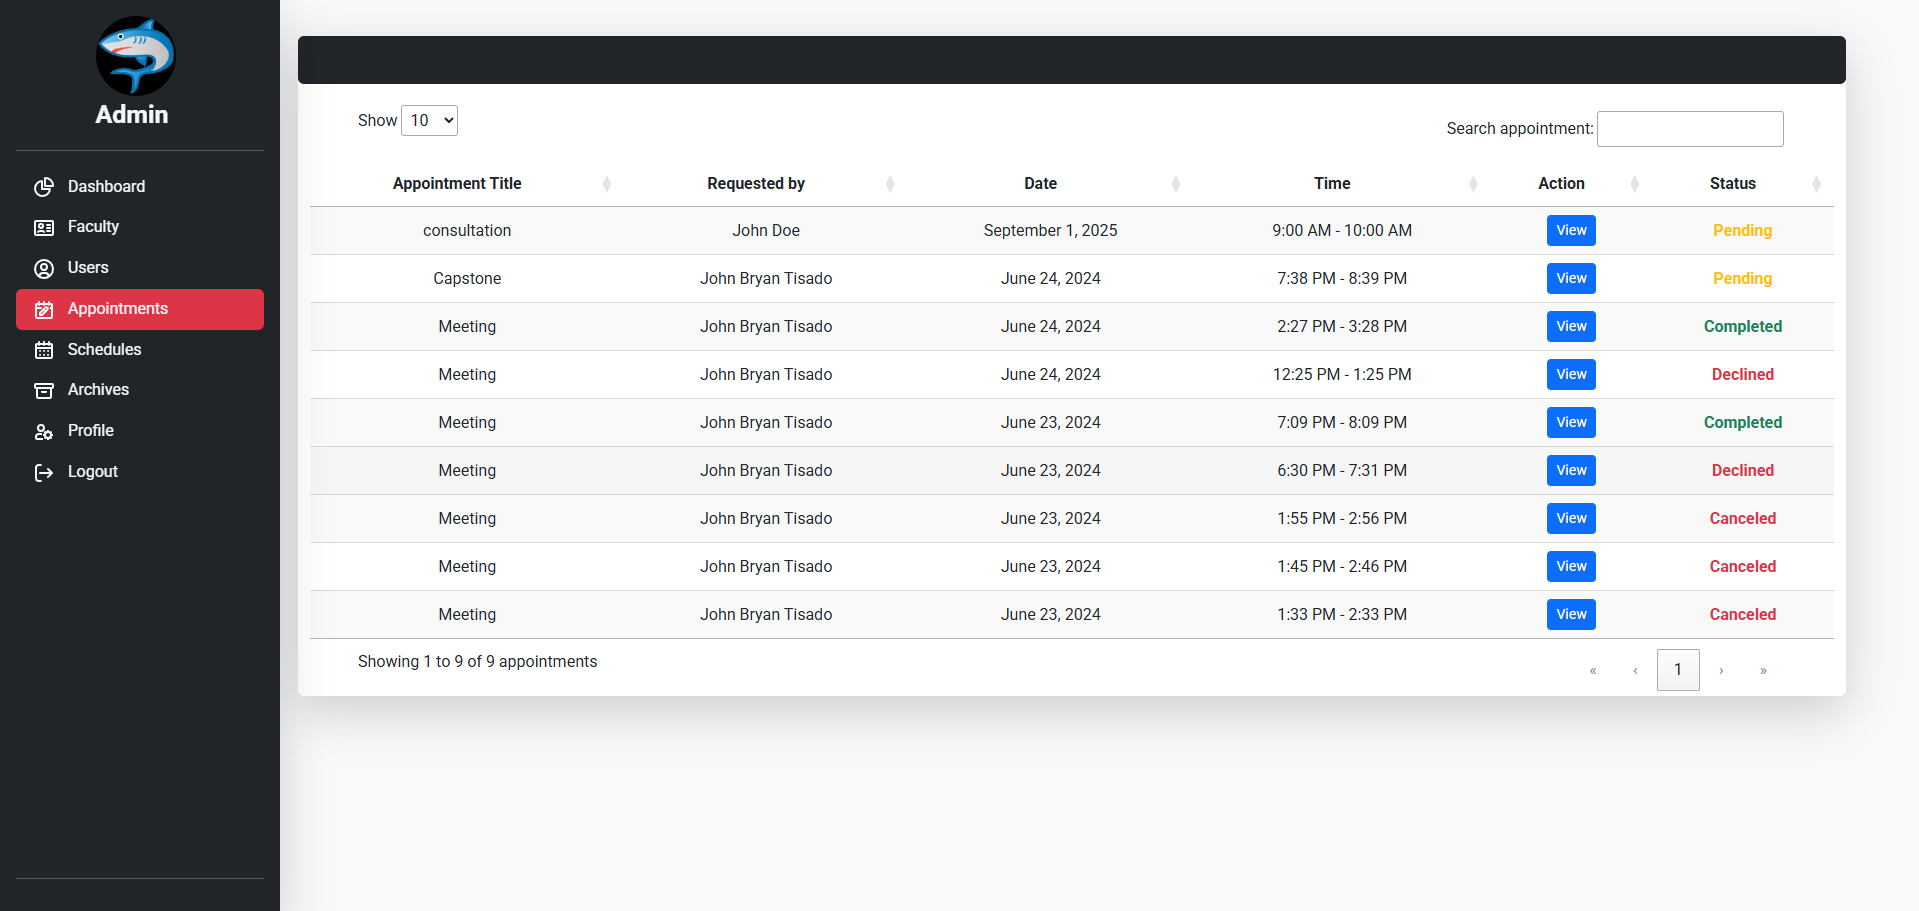 Admin
Dashboard
Faculty
Users
Appointments
Schedules
Archives
Profile
Logout
Show 10
Search appointment:
Appointment Title Requested by Date Time Action Status
consultation John Doe September 1, 2025 9:00 AM - 10:00 AM View Pending
Capstone John Bryan Tisado June 24, 2024 7:38 PM - 8:39 PM View Pending
Meeting John Bryan Tisado June 24, 2024 2:27 PM - 3:28 PM View Completed
Meeting John Bryan Tisado June 24, 2024 12:25 PM - 1:25 PM View Declined
Meeting John Bryan Tisado June 23, 2024 7:09 PM - 8:09 PM View Completed
Meeting John Bryan Tisado June 23, 2024 6:30 PM - 7:31 PM View Declined
Meeting John Bryan Tisado June 23, 2024 1:55 PM - 2:56 PM View Canceled
Meeting John Bryan Tisado June 23, 2024 1:45 PM - 2:46 PM View Canceled
Meeting John Bryan Tisado June 23, 2024 1:33 PM - 2:33 PM View Canceled
Showing 1 to 9 of 9 appointments
« ‹ 1 › »